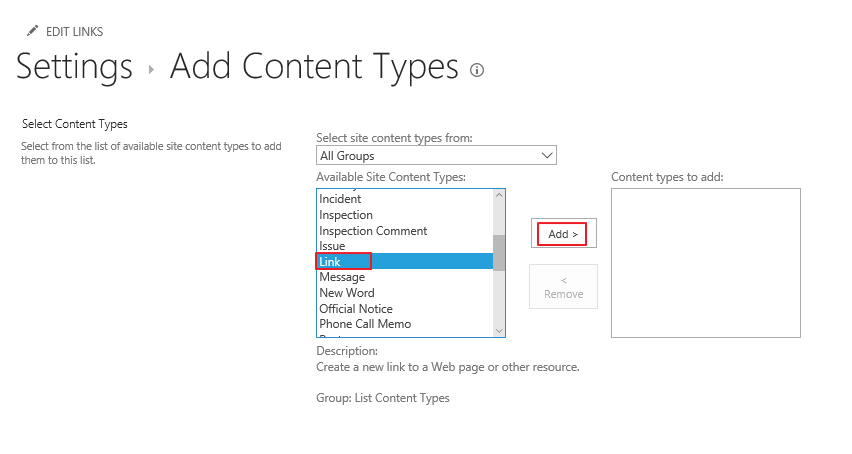 EDIT LINKS
Settings › Add Content Types
Select Content Types
Select from the list of available site content types to add
them to this list.
Select site content types from:
All Groups
Available Site Content Types:
Incident
Inspection
Inspection Comment
Issue
Link
Message
New Word
Official Notice
Phone Call Memo
Add >
<
Remove
Content types to add:
Description:
Create a new link to a Web page or other resource.
Group: List Content Types